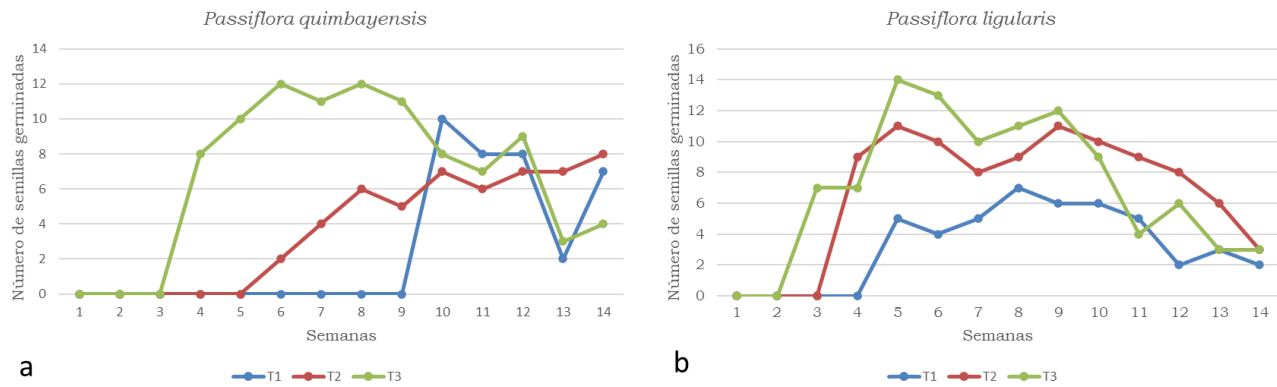 Passiflora quimbayensis
Número de semillas germinadas
14
12
10
8
6
4
2
0
1 2 3 4 5 6 7 8 9 10 11 12 13 14
Semanas
a
T1 T2 T3
Passiflora ligularis
Número de semillas germinadas
16
14
12
10
8
6
4
2
0
1 2 3 4 5 6 7 8 9 10 11 12 13 14
Semanas
b
T1 T2 T3